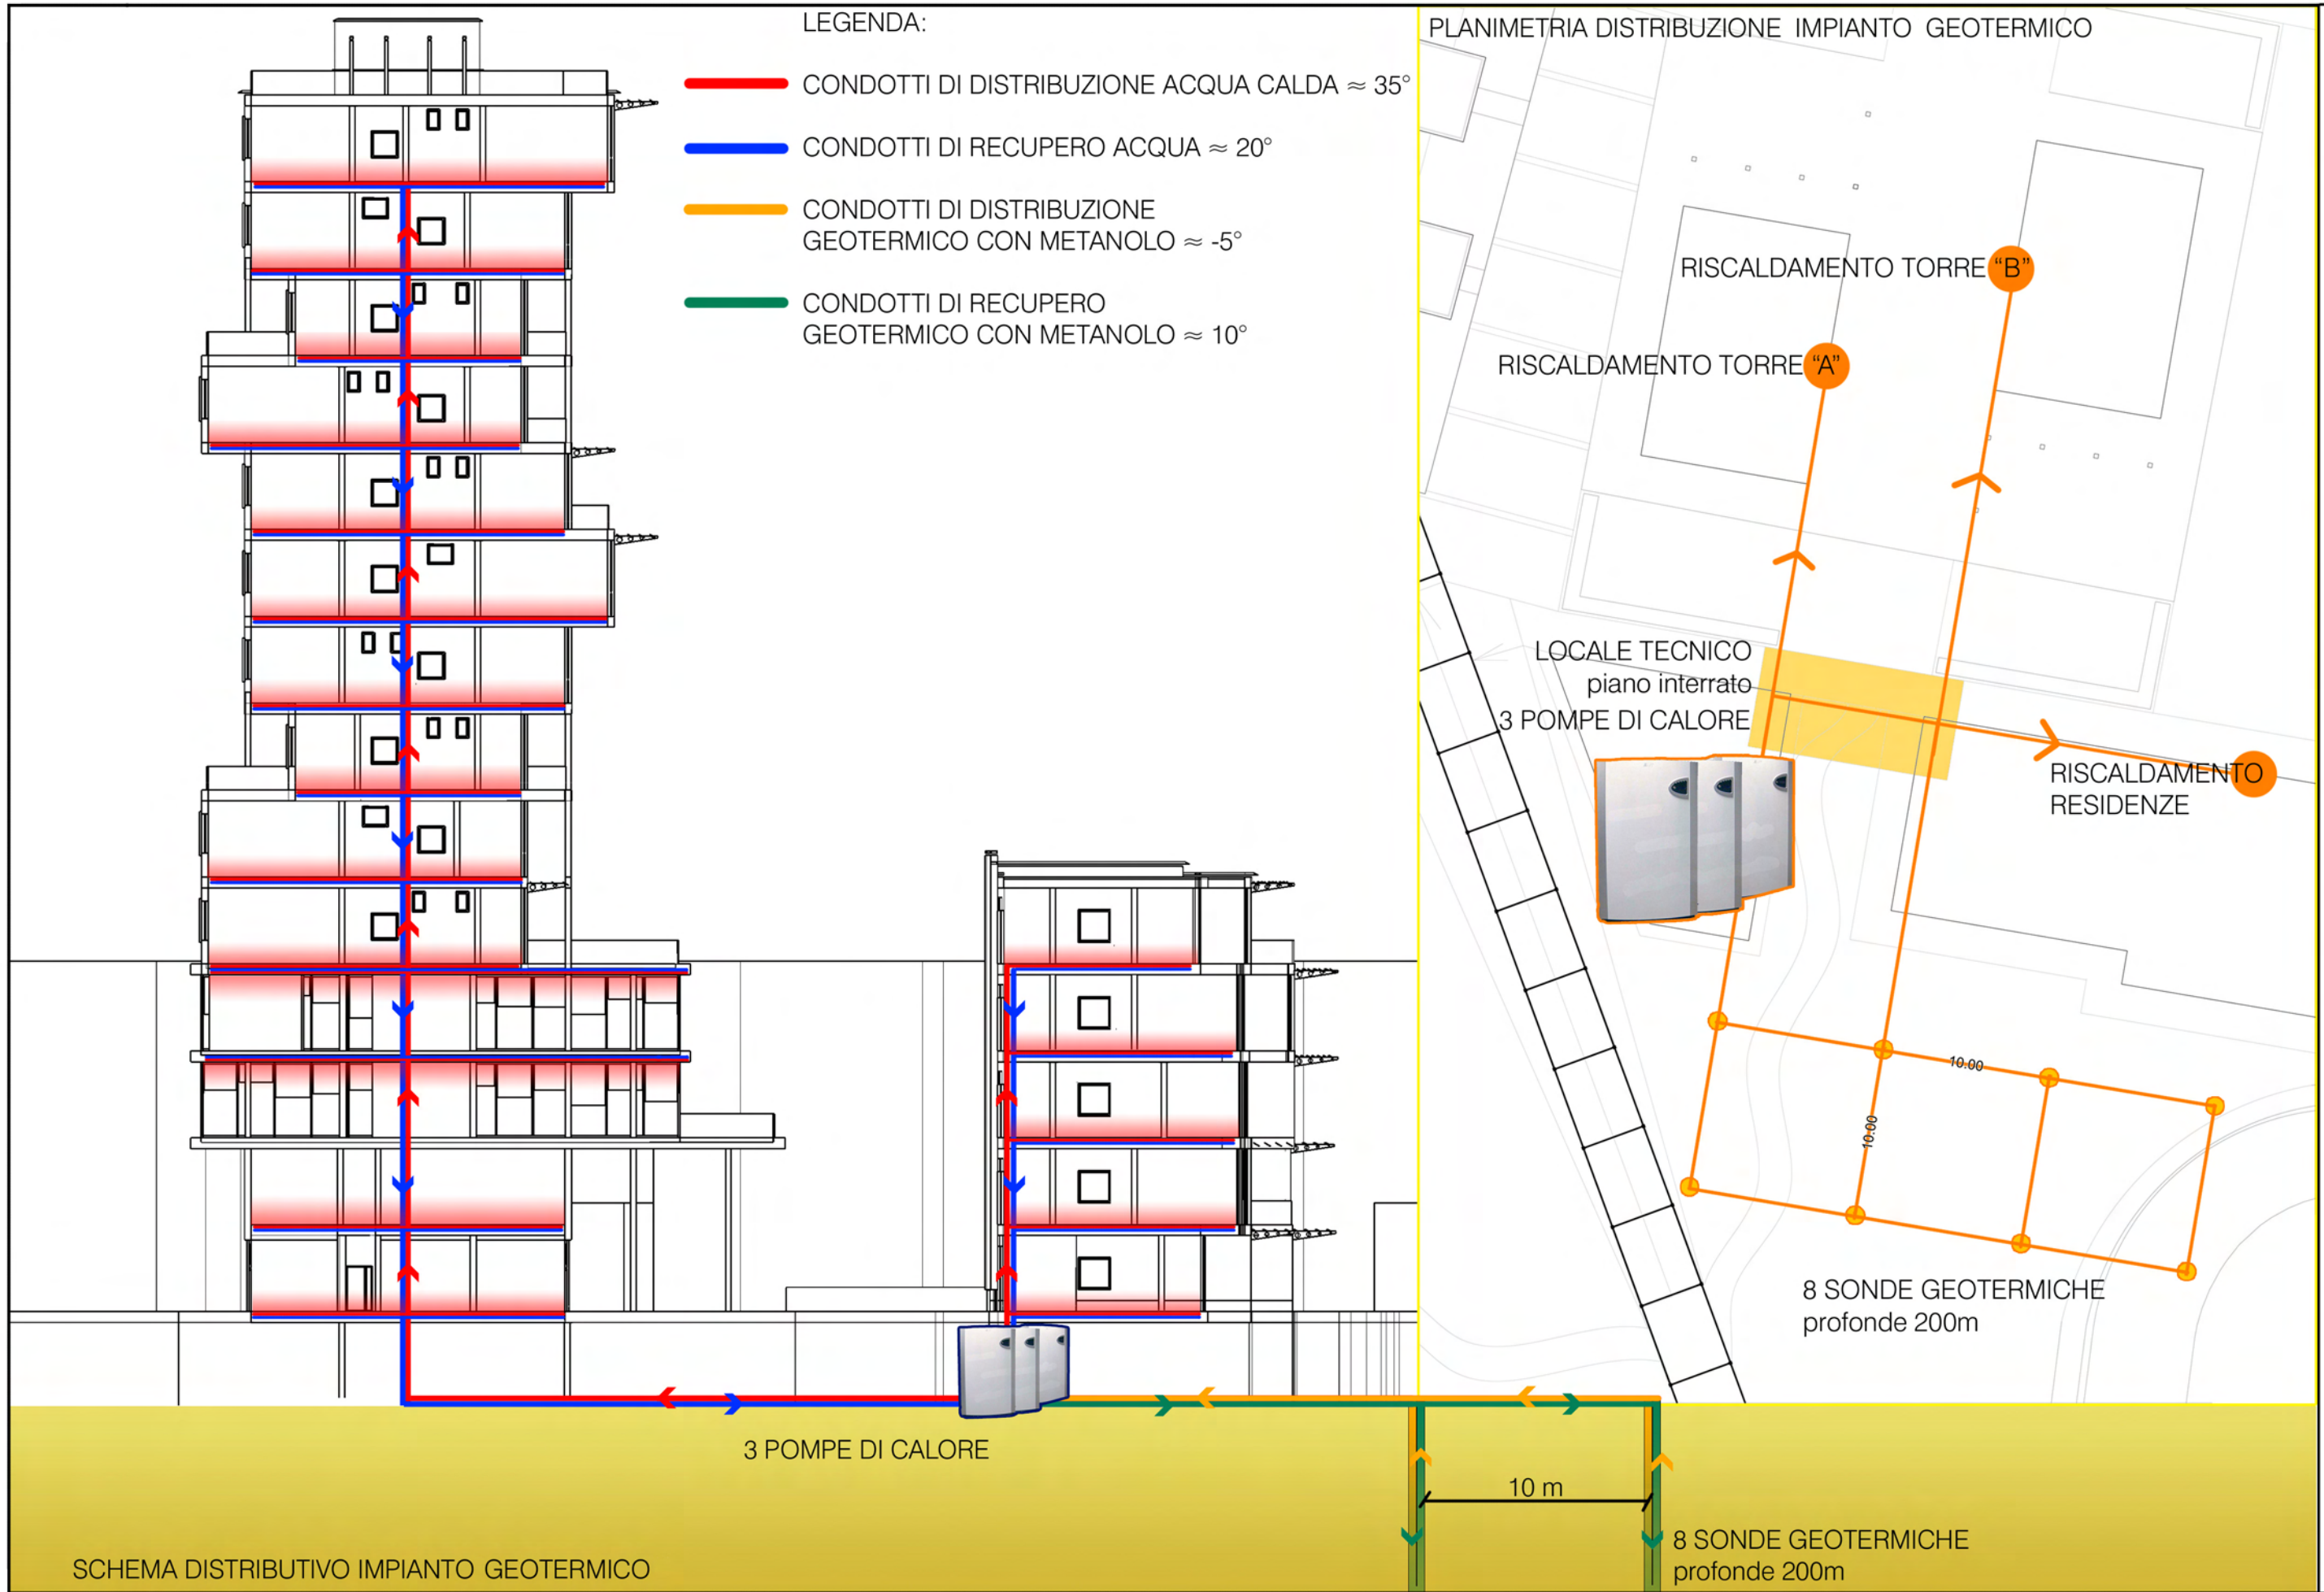 LEGENDA:
CONDOTTI DI DISTRIBUZIONE ACQUA CALDA ≈ 35°
CONDOTTI DI RECUPERO ACQUA ≈ 20°
CONDOTTI DI DISTRIBUZIONE
GEOTERMICO CON METANOLO ≈ -5°
CONDOTTI DI RECUPERO
GEOTERMICO CON METANOLO ≈ 10°
3 POMPE DI CALORE
10 m
8 SONDE GEOTERMICHE
profonde 200m
SCHEMA DISTRIBUTIVO IMPIANTO GEOTERMICO
PLANIMETRIA DISTRIBUZIONE IMPIANTO GEOTERMICO
RISCALDAMENTO TORRE "B"
RISCALDAMENTO TORRE "A"
LOCALE TECNICO
piano interrato
3 POMPE DI CALORE
RISCALDAMENTO
RESIDENZE
10.00
10.00
8 SONDE GEOTERMICHE
profonde 200m